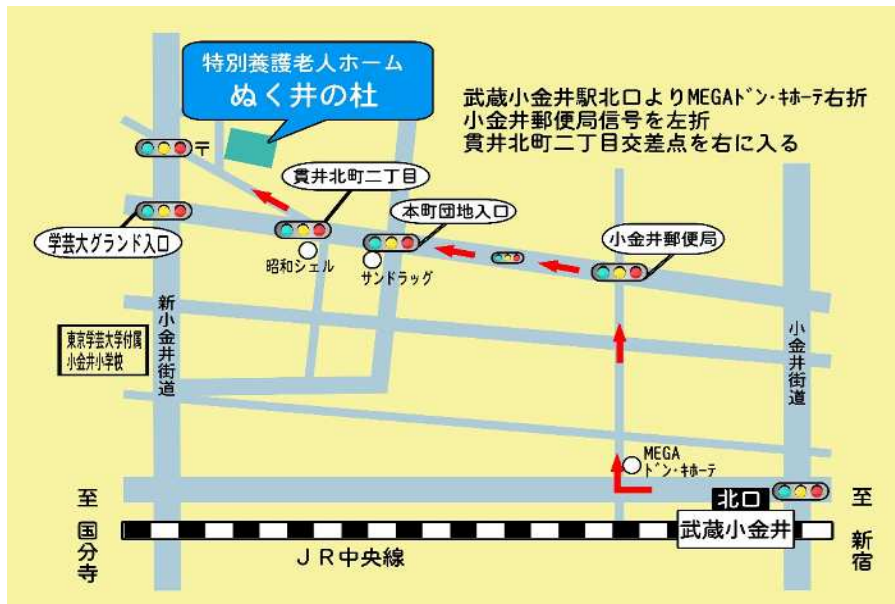 特別養護老人ホーム
ぬく井の杜
武蔵小金井駅北口よりMEGAﾄﾞﾝ･ｷﾎｰﾃ右折
小金井郵便局信号を左折
貫井北町二丁目交差点を右に入る
〒
貫井北町二丁目
本町団地入口
小金井郵便局
学芸大グランド入口
昭和シェル
サンドラッグ
新小金井街道
小金井街道
東京学芸大学付属
小金井小学校
MEGA
ﾄﾞﾝ･ｷﾎｰﾃ
至国分寺
北口
至新宿
武蔵小金井
JR中央線